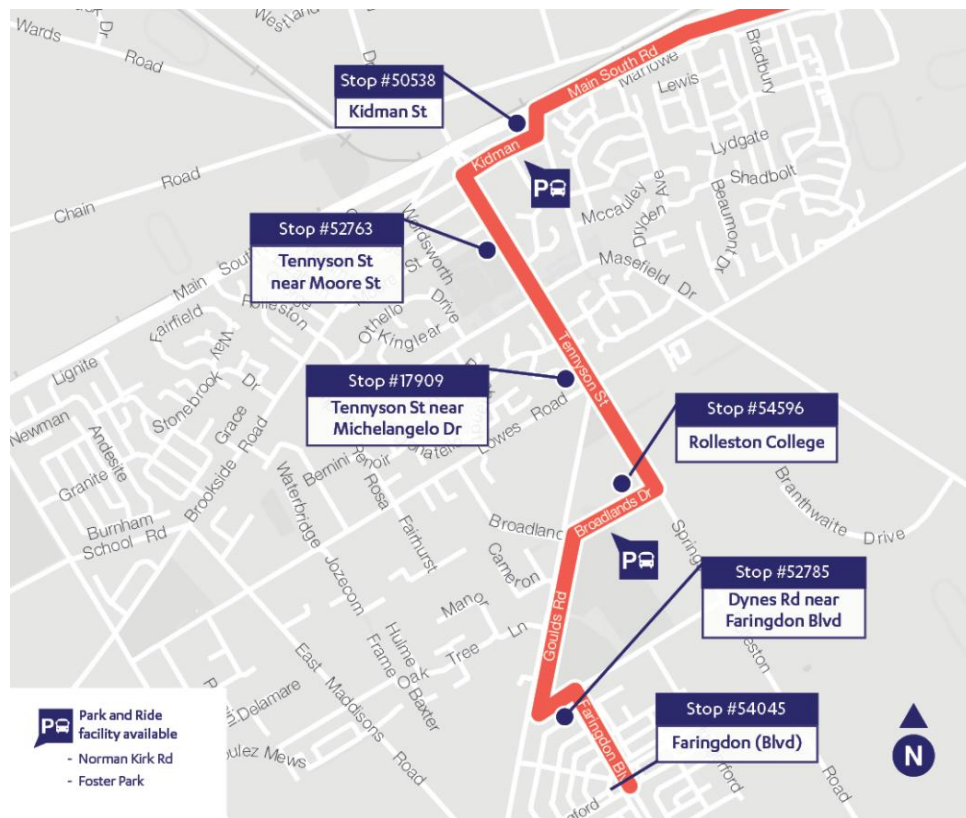 Westland
Wards
Road
Dr
Stop #50538
Kidman St
Main South Rd
Marlowe
Lewis
Bradbury
Lydgate
Shadbolt
Kidman
P
Chain
Road
Mccauley
Dryden
Ave
Beaumont Dr
Stop #52763
Tennyson St
near Moore St
Wordsworth
Masefield Dr
Main
Rolleston
Othello
Drive
Kinglear
Fairfield
Way
Lignite
Stonebrook
Dr
Grace
Tennyson St
Stop #17909
Tennyson St near
Michelangelo Dr
Newman
Andesite
Granite
Brookside
Road
Lowes
Road
Bernini
Renoir
Rosa
Stop #54596
Rolleston College
Burnham
School Rd
Waterbridge
Fairhurst
Broadlands Dr
Branthwaite
Drive
Jozecom
Cameron
P
Manor
Goulds Rd
Stop #52785
Dynes Rd near
Faringdon Blvd
Hulme
Frame
Oak
Tree
Ln
Baxter
East
Maddisons
Road
Delamare
Mews
Road
Stop #54045
Faringdon (Blvd)
Faringdon Blv
P
Park and Ride
facility available
- Norman Kirk Rd
- Foster Park
N